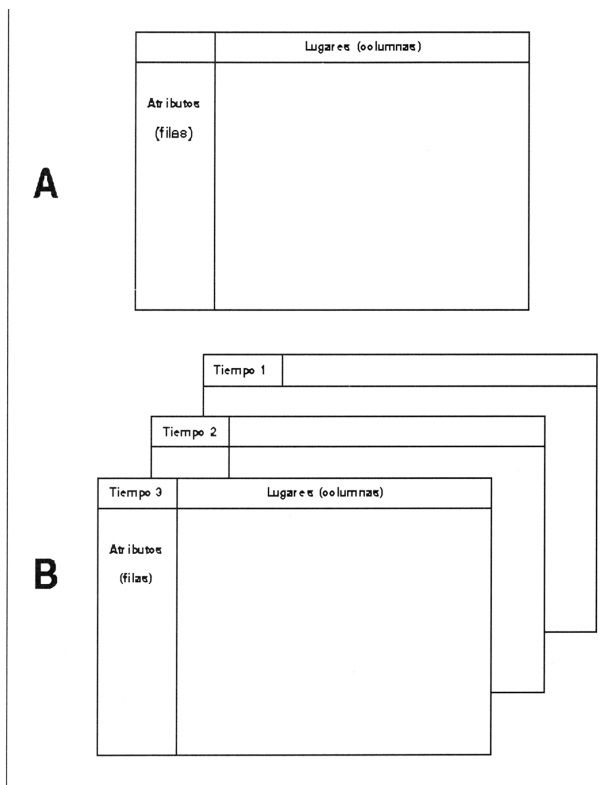 Lugares (columnas)
Atributos
(filas)
A
Tiempo 1
Tiempo 2
Tiempo 3 Lugares (columnas)
Atributos
(filas)
B